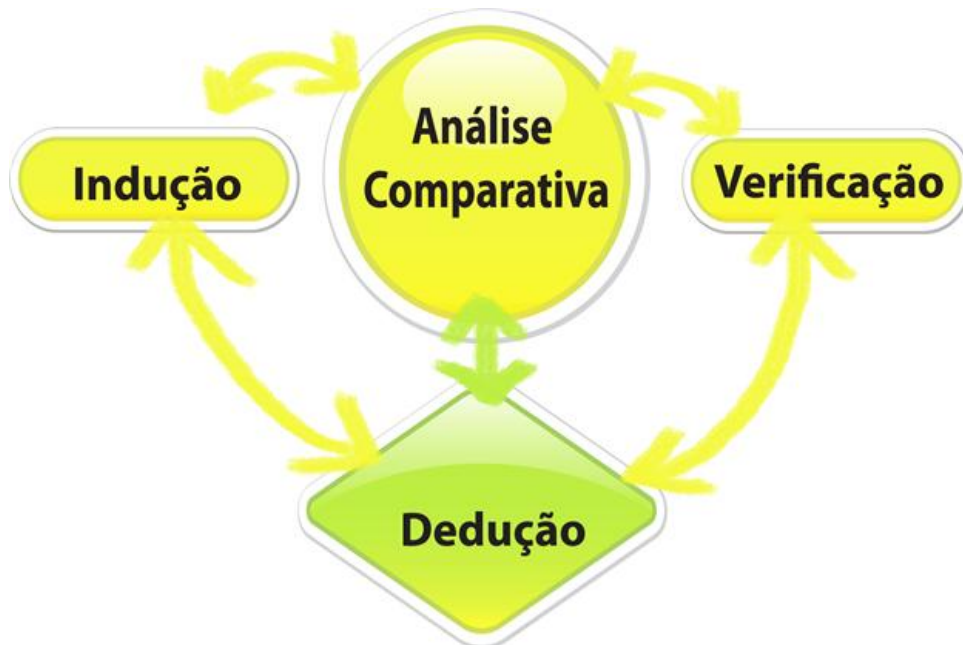 Análise
Comparativa
Indução
Verificação
Dedução